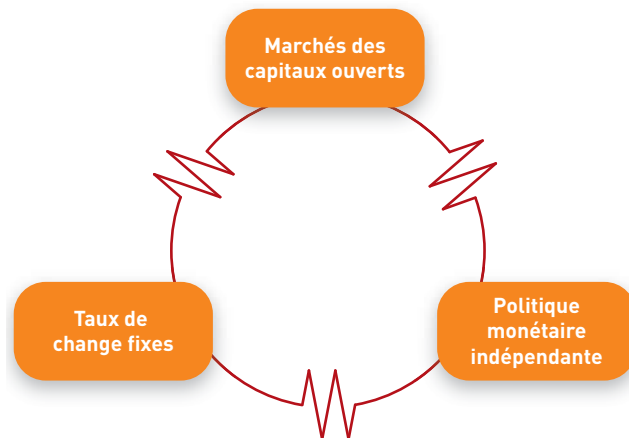 Marchés des
capitaux ouverts
Taux de
change fixes
Politique
monétaire
indépendante